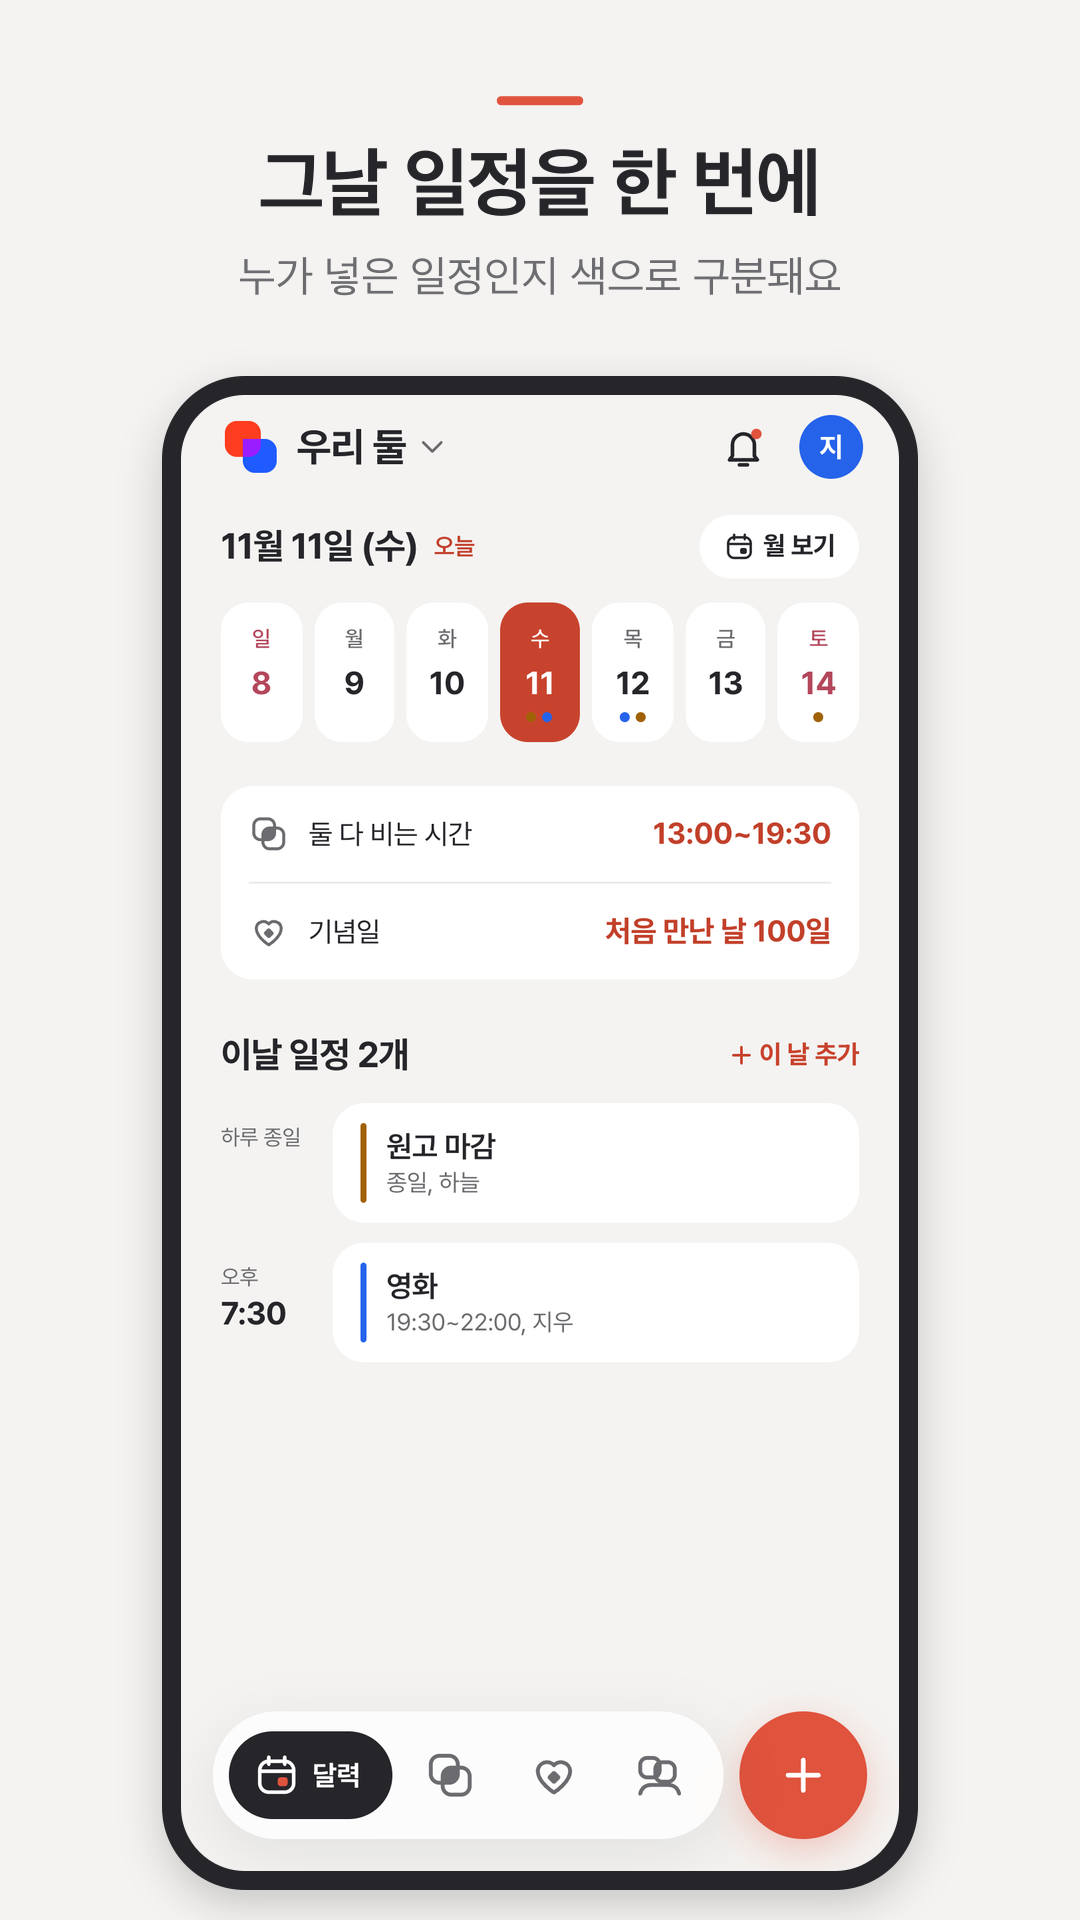 그날 일정을 한 번에
누가 넣은 일정인지 색으로 구분돼요
우리 둘
지
11월 11일 (수) 오늘
월 보기
일 월 화 수 목 금 토
8 9 10 11 12 13 14
둘 다 비는 시간 13:00~19:30
기념일 처음 만난 날 100일
이날 일정 2개
+ 이 날 추가
하루 종일
원고 마감
종일, 하늘
오후
7:30
영화
19:30~22:00, 지우
달력